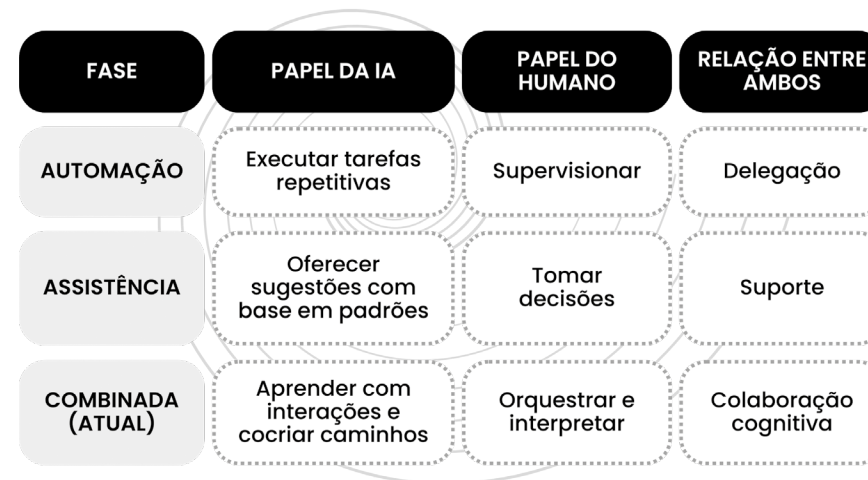 FASE
PAPEL DA IA
PAPEL DO
HUMANO
RELAÇÃO ENTRE
AMBOS
AUTOMAÇÃO
Executar tarefas
repetitivas
Supervisionar
Delegação
ASSISTÊNCIA
Oferecer
sugestões com
base em padrões
Tomar
decisões
Suporte
COMBINADA
(ATUAL)
Aprender com
interações e
cocriar caminhos
Orquestrar e
interpretar
Colaboração
cognitiva